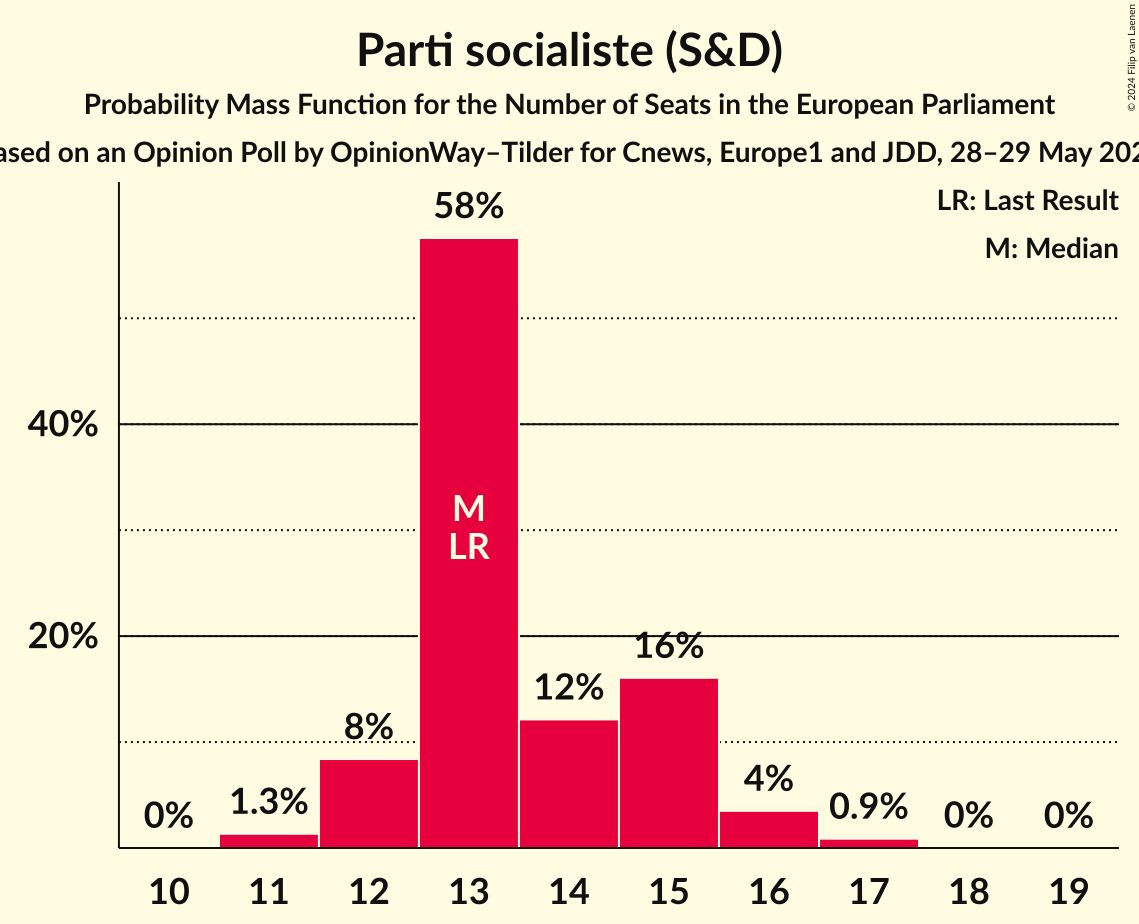 Parti socialiste (S&D)
Probability Mass Function for the Number of Seats in the European Parliament
ased on an Opinion Poll by OpinionWay–Tilder for Cnews, Europe1 and JDD, 28–29 May 202
© 2024 Filip van Laenen
LR: Last Result
M: Median
58%
40%
M
LR
20%
16%
12%
8%
4%
0%
1.3%
0.9%
0%
0%
10 11 12 13 14 15 16 17 18 19